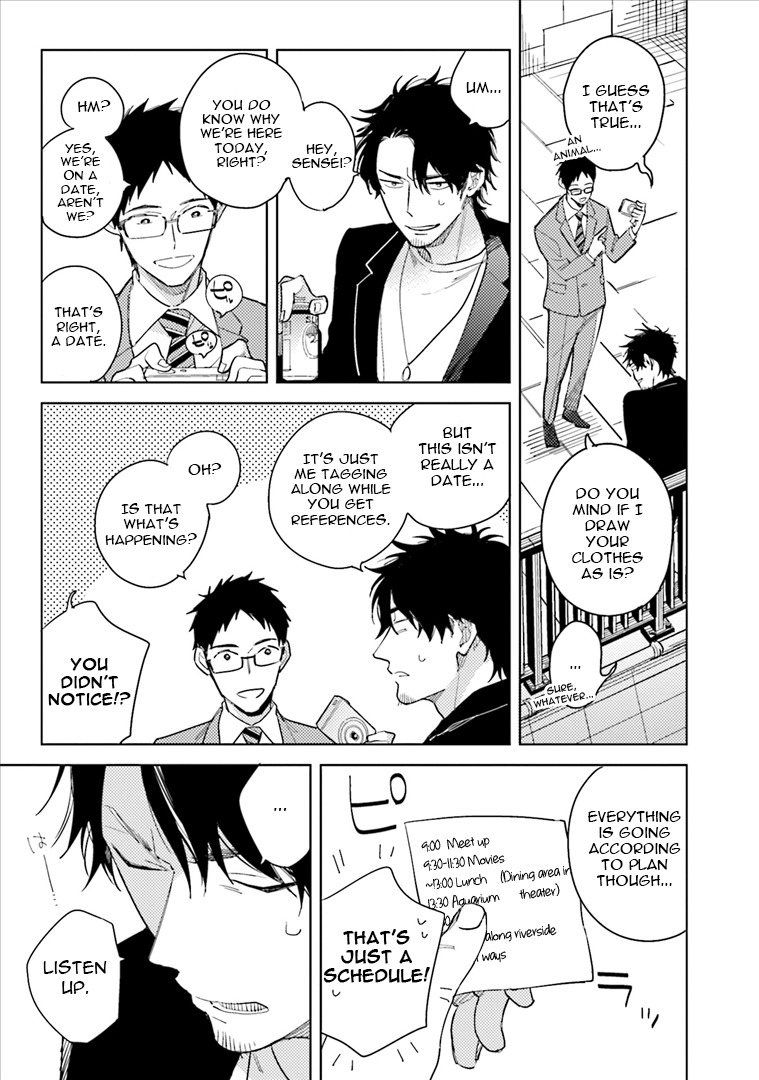 I GUESS
THAT'S
TRUE...
AN
ANIMAL...
DO YOU
MIND IF I
DRAW
YOUR
CLOTHES
AS IS?
...
SURE,
WHATEVER...
UM...
HEY,
SENSEI?
YOU DO
KNOW WHY
WE'RE HERE
TODAY,
RIGHT?
HM?
YES,
WE'RE
ON A
DATE,
AREN'T
WE?
THAT'S
RIGHT,
A DATE.
BUT
THIS ISN'T
REALLY A
DATE...
IT'S JUST
ME TAGGING
ALONG WHILE
YOU GET
REFERENCES.
OH?
IS THAT
WHAT'S
HAPPENING?
YOU
DIDN'T
NOTICE!?
EVERYTHING
IS GOING
ACCORDING
TO PLAN
THOUGH...
ピ
ラ
9:00 Meet up
9:30-11:30 Movies
~13:00 Lunch (Dining area in
theater)
13:30 Aquarium
along riverside
ways
THAT'S
JUST A
SCHEDULE!
...
LISTEN
UP.